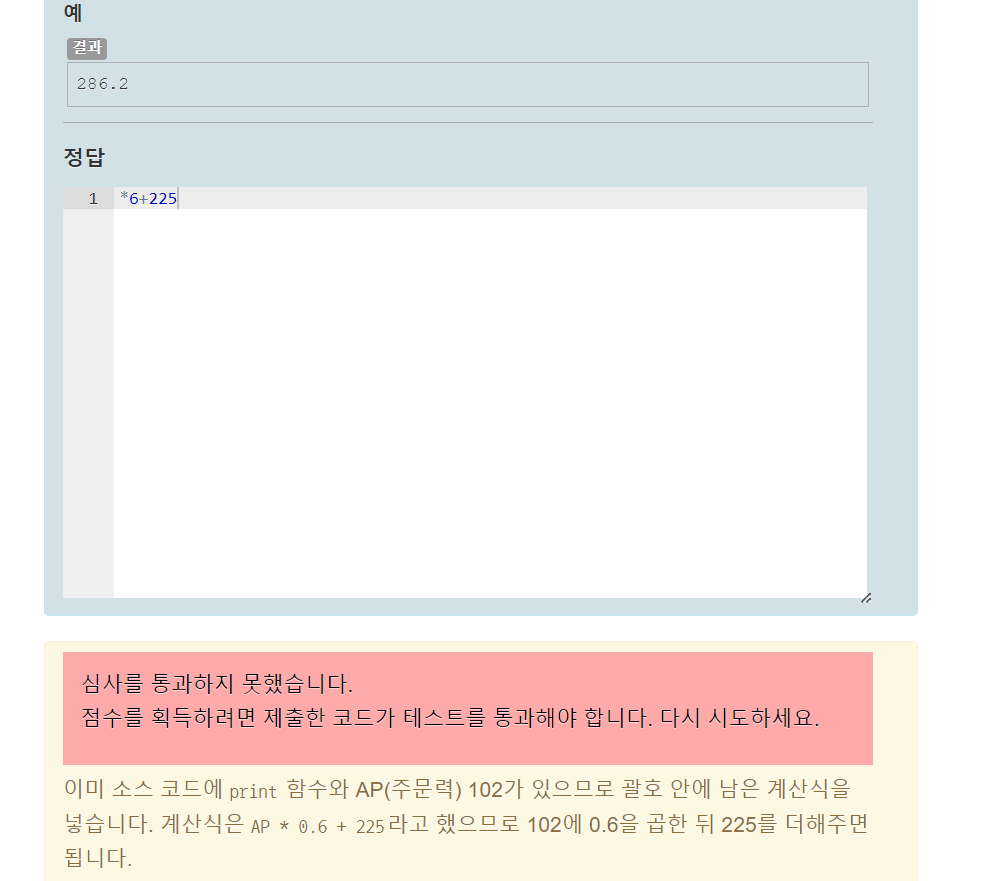 예
결과
286.2
정답
1 *6+225
심사를 통과하지 못했습니다.
점수를 획득하려면 제출한 코드가 테스트를 통과해야 합니다. 다시 시도하세요.
이미 소스 코드에 print 함수와 AP(주문력) 102가 있으므로 괄호 안에 남은 계산식을
넣습니다. 계산식은 AP * 0.6 + 225라고 했으므로 102에 0.6을 곱한 뒤 225를 더해주면
됩니다.